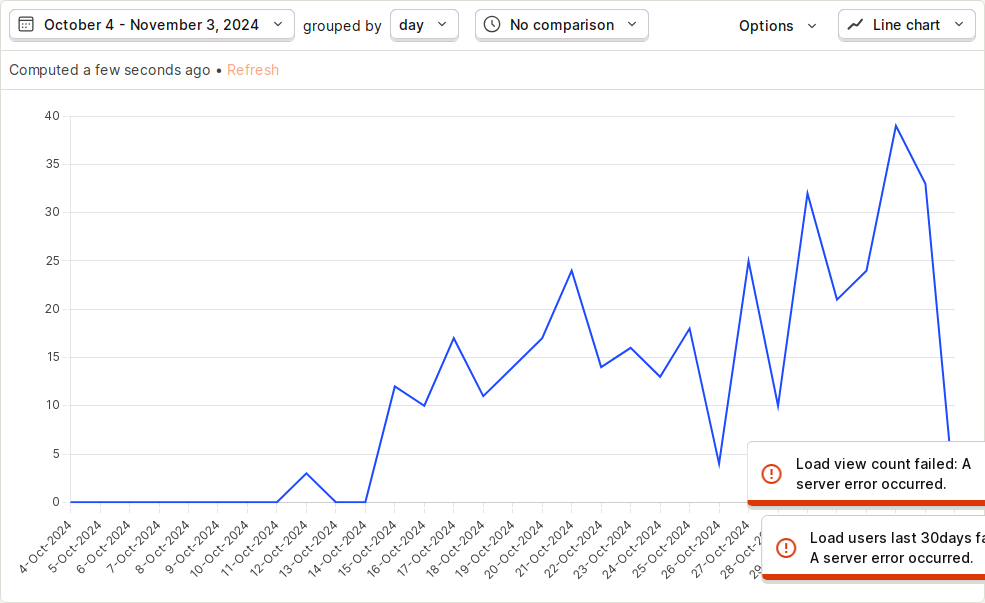 October 4 - November 3, 2024 grouped by day No comparison Options Line chart
Computed a few seconds ago • Refresh
40
35
30
25
20
15
10
5
0
4-Oct-2024
5-Oct-2024
6-Oct-2024
7-Oct-2024
8-Oct-2024
9-Oct-2024
10-Oct-2024
11-Oct-2024
12-Oct-2024
13-Oct-2024
14-Oct-2024
15-Oct-2024
16-Oct-2024
17-Oct-2024
18-Oct-2024
19-Oct-2024
20-Oct-2024
21-Oct-2024
22-Oct-2024
23-Oct-2024
24-Oct-2024
25-Oct-2024
26-Oct-2024
27-Oct-2024
Load view count failed: A
server error occurred.
Load users last 30days
A server error occurred.